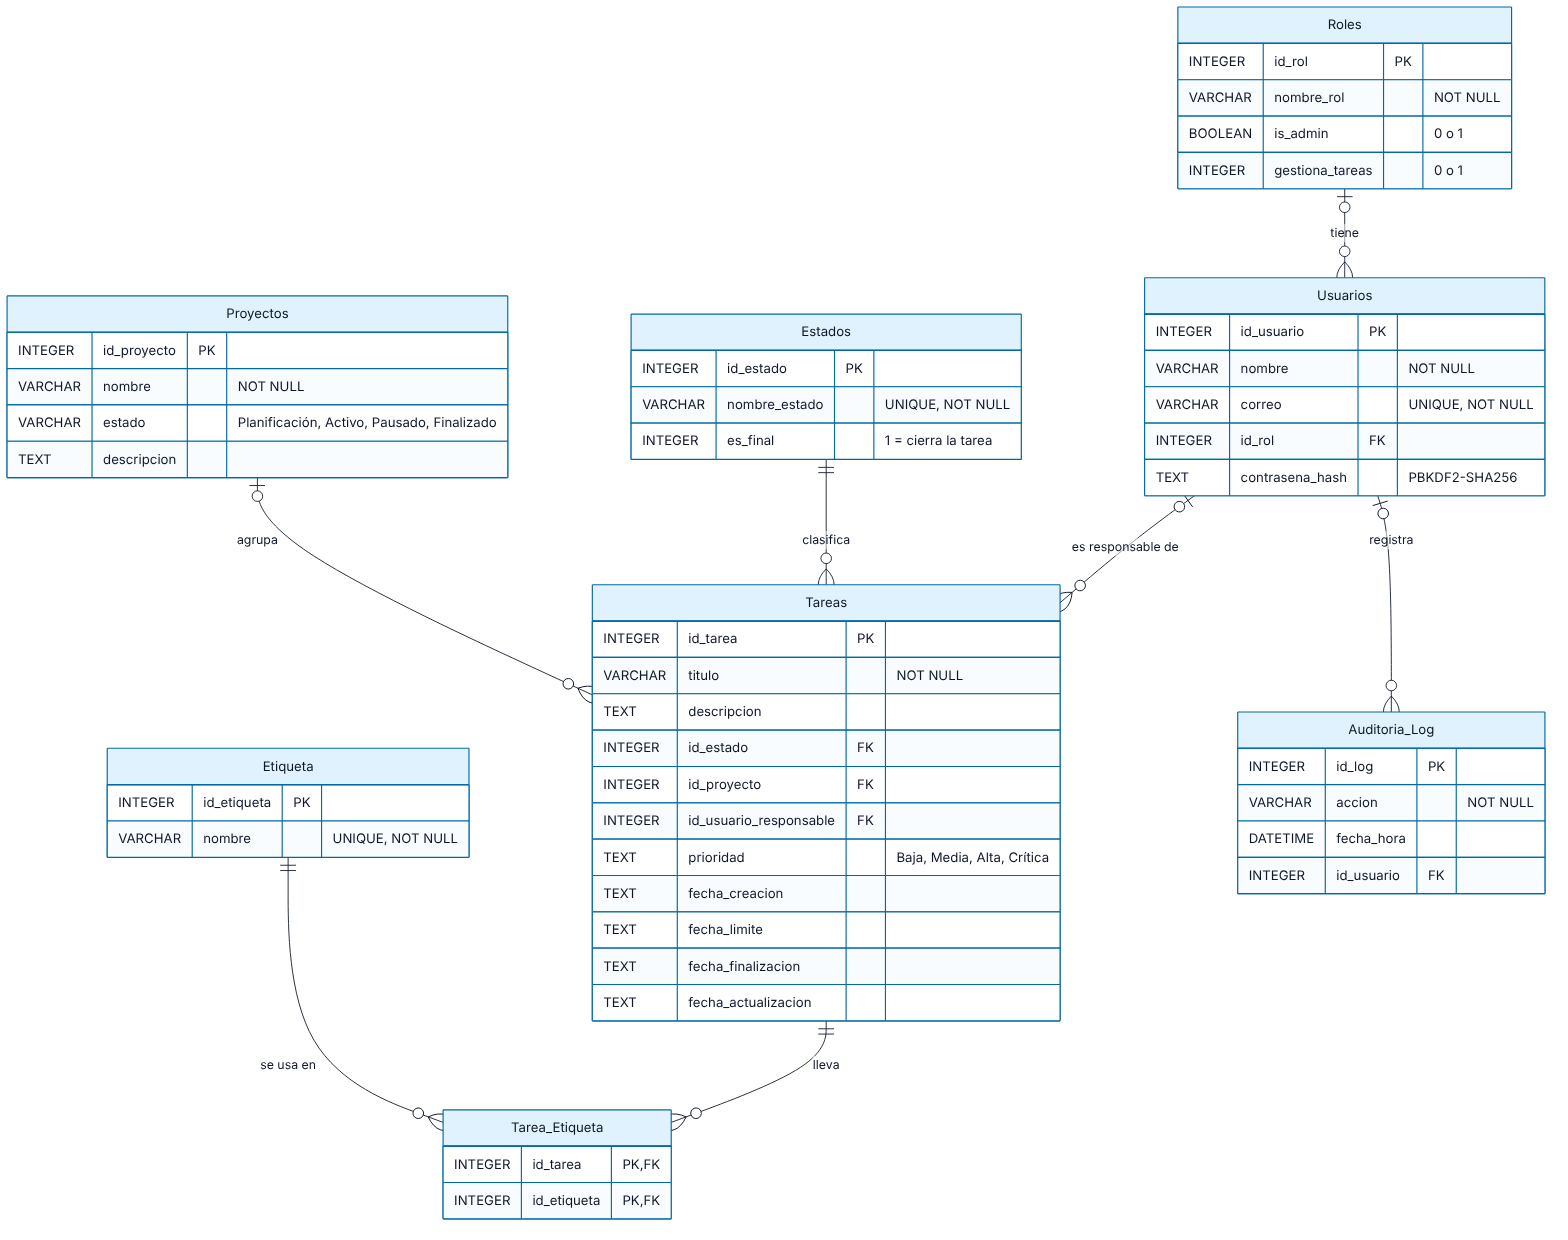 Roles
INTEGER id_rol PK
VARCHAR nombre_rol NOT NULL
BOOLEAN is_admin 0 o 1
INTEGER gestiona_tareas 0 o 1
tiene
Usuarios
INTEGER id_usuario PK
VARCHAR nombre NOT NULL
VARCHAR correo UNIQUE, NOT NULL
INTEGER id_rol FK
TEXT contrasena_hash PBKDF2-SHA256
Proyectos
INTEGER id_proyecto PK
VARCHAR nombre NOT NULL
VARCHAR estado Planificación, Activo, Pausado, Finalizado
TEXT descripcion
Estados
INTEGER id_estado PK
VARCHAR nombre_estado UNIQUE, NOT NULL
INTEGER es_final 1 = cierra la tarea
agrupa
clasifica
es responsable de
registra
Tareas
INTEGER id_tarea PK
VARCHAR titulo NOT NULL
TEXT descripcion
INTEGER id_estado FK
INTEGER id_proyecto FK
INTEGER id_usuario_responsable FK
TEXT prioridad Baja, Media, Alta, Crítica
TEXT fecha_creacion
TEXT fecha_limite
TEXT fecha_finalizacion
TEXT fecha_actualizacion
Auditoria_Log
INTEGER id_log PK
VARCHAR accion NOT NULL
DATETIME fecha_hora
INTEGER id_usuario FK
Etiqueta
INTEGER id_etiqueta PK
VARCHAR nombre UNIQUE, NOT NULL
se usa en
lleva
Tarea_Etiqueta
INTEGER id_tarea PK,FK
INTEGER id_etiqueta PK,FK